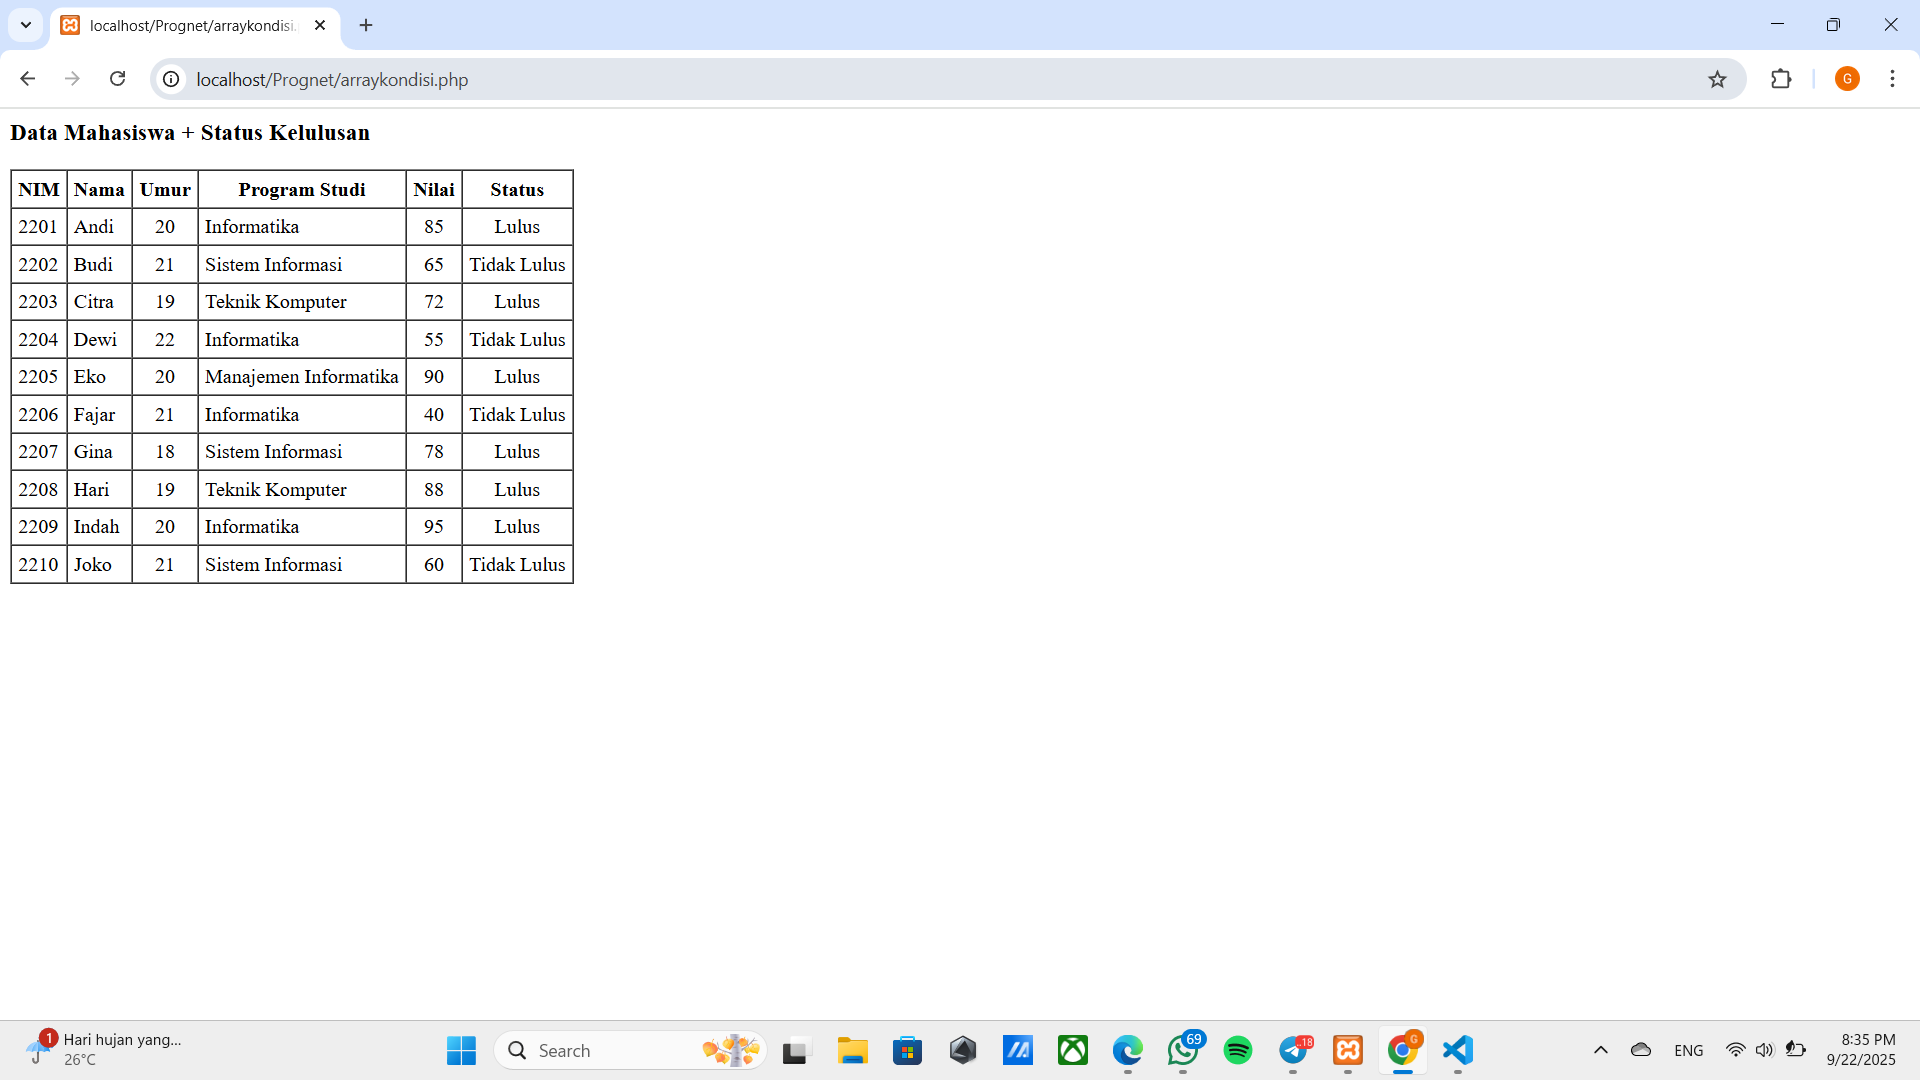 localhost/Prognet/arraykondisi.
localhost/Prognet/arraykondisi.php
G
Data Mahasiswa + Status Kelulusan
NIM Nama Umur Program Studi Nilai Status
2201 Andi 20 Informatika 85 Lulus
2202 Budi 21 Sistem Informasi 65 Tidak Lulus
2203 Citra 19 Teknik Komputer 72 Lulus
2204 Dewi 22 Informatika 55 Tidak Lulus
2205 Eko 20 Manajemen Informatika 90 Lulus
2206 Fajar 21 Informatika 40 Tidak Lulus
2207 Gina 18 Sistem Informasi 78 Lulus
2208 Hari 19 Teknik Komputer 88 Lulus
2209 Indah 20 Informatika 95 Lulus
2210 Joko 21 Sistem Informasi 60 Tidak Lulus
1 Hari hujan yang...
26°C
Search
69
18
G
ENG
8:35 PM
9/22/2025